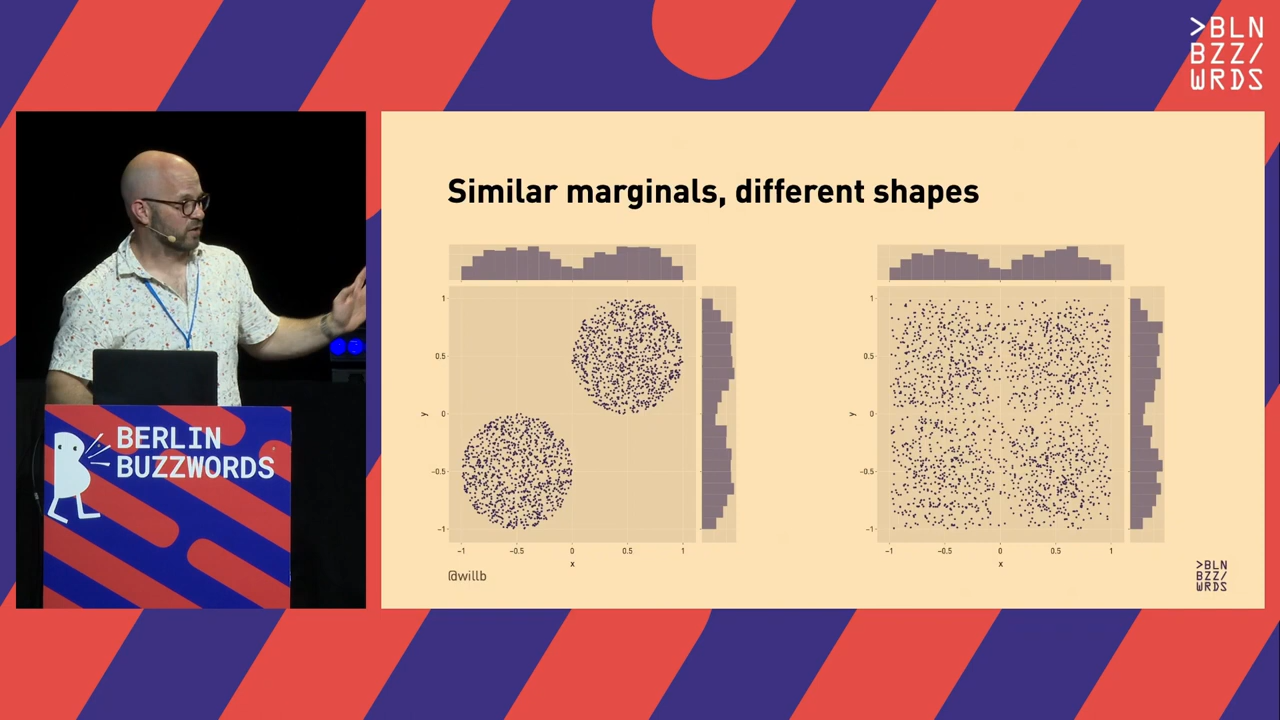 >BLN
BZZ/
WRDS
Similar marginals, different shapes
1
0.5
0
−0.5
−1
y
−1
−0.5
0
0.5
1
x
1
0.5
0
−0.5
−1
y
−1
−0.5
0
0.5
1
x
@willb
>BLN
BZZ/
WRDS
BERLIN
BUZZWORDS